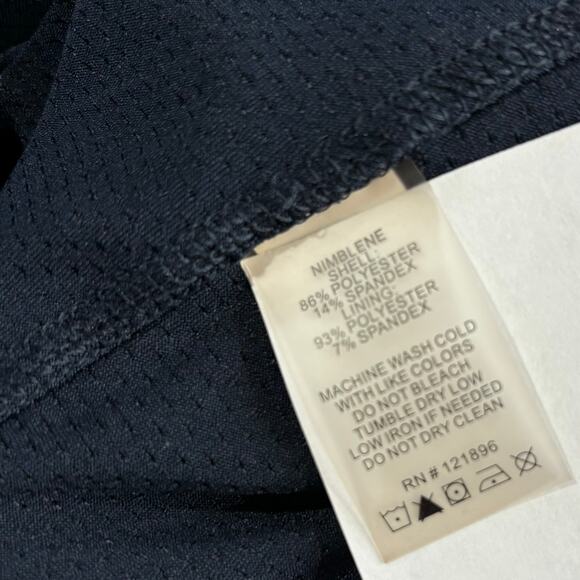 NIMBLENE
SHELL:
86% POLYESTER
14% SPANDEX
LINING:
93% POLYESTER
7% SPANDEX
MACHINE WASH COLD
WITH LIKE COLORS
DO NOT BLEACH
TUMBLE DRY LOW
LOW IRON IF NEEDED
DO NOT DRY CLEAN
RN # 121896